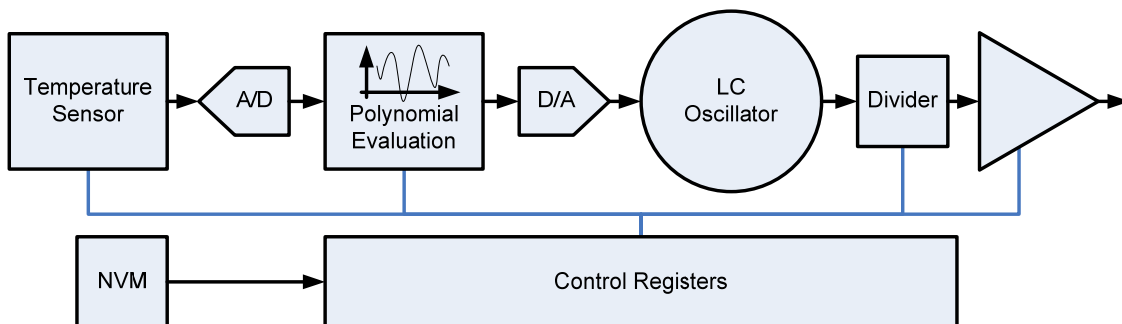 Temperature
Sensor
A/D
Polynomial
Evaluation
D/A
LC
Oscillator
Divider
NVM
Control Registers